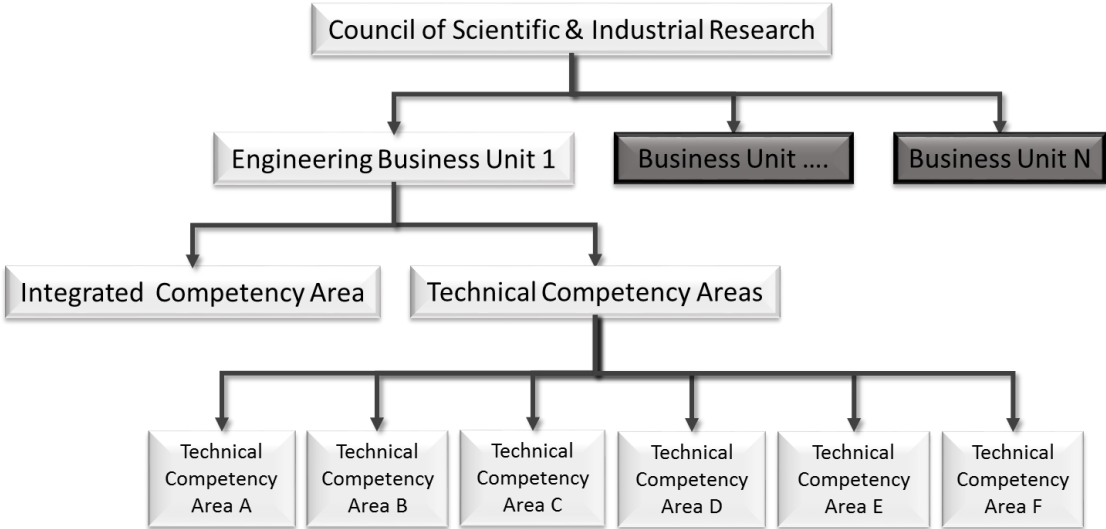 Council of Scientific & Industrial Research
Engineering Business Unit 1
Business Unit ....
Business Unit N
Integrated Competency Area
Technical Competency Areas
Technical
Competency
Area A
Technical
Competency
Area B
Technical
Competency
Area C
Technical
Competency
Area D
Technical
Competency
Area E
Technical
Competency
Area F